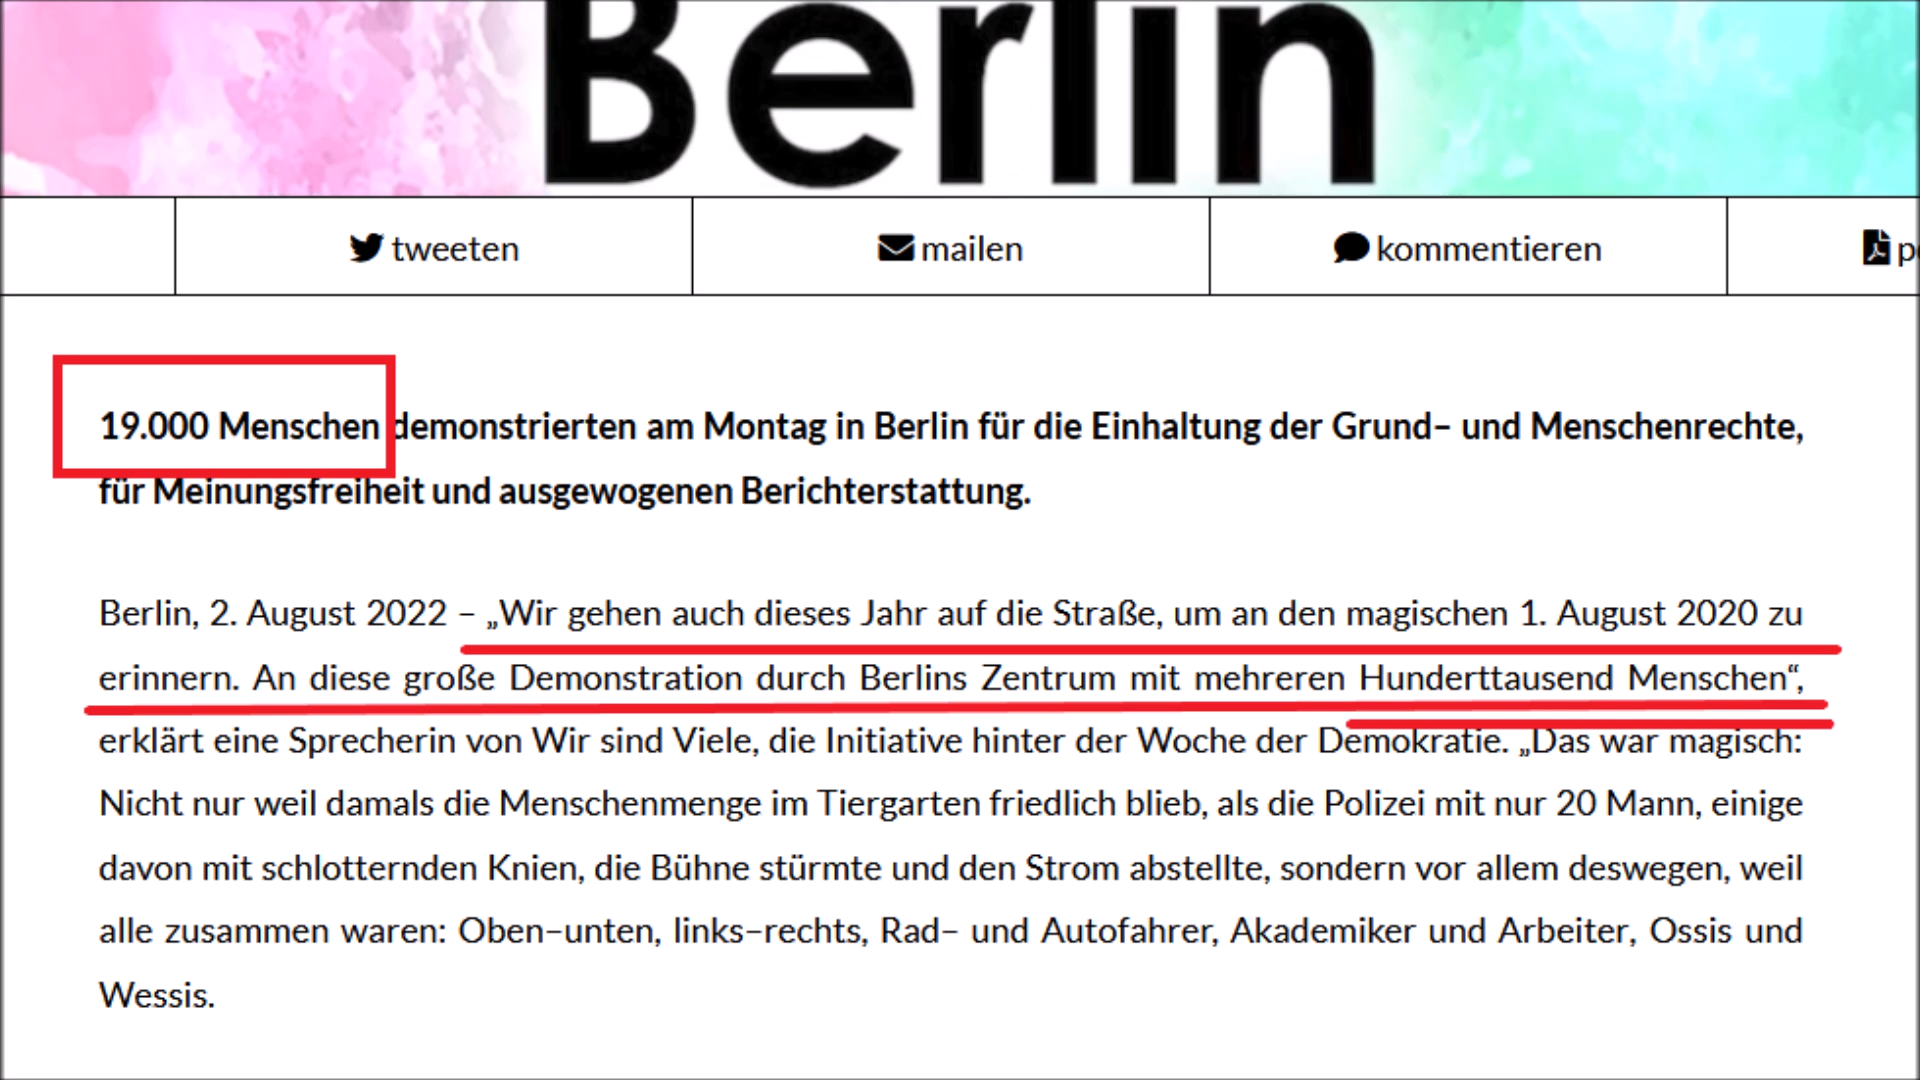 Berlin
tweeten
mailen
kommentieren
19.000 Menschen demonstrierten am Montag in Berlin für die Einhaltung der Grund– und Menschenrechte,
für Meinungsfreiheit und ausgewogenen Berichterstattung.
Berlin, 2. August 2022 – „Wir gehen auch dieses Jahr auf die Straße, um an den magischen 1. August 2020 zu
erinnern. An diese große Demonstration durch Berlins Zentrum mit mehreren Hunderttausend Menschen“,
erklärt eine Sprecherin von Wir sind Viele, die Initiative hinter der Woche der Demokratie. „Das war magisch:
Nicht nur weil damals die Menschenmenge im Tiergarten friedlich blieb, als die Polizei mit nur 20 Mann, einige
davon mit schlotternden Knien, die Bühne stürmte und den Strom abstellte, sondern vor allem deswegen, weil
alle zusammen waren: Oben–unten, links–rechts, Rad– und Autofahrer, Akademiker und Arbeiter, Ossis und
Wessis.